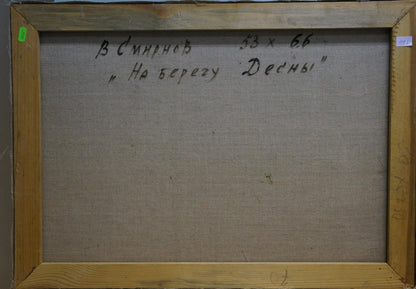 В Смирнов 53 x 66
„На берегу Десны"